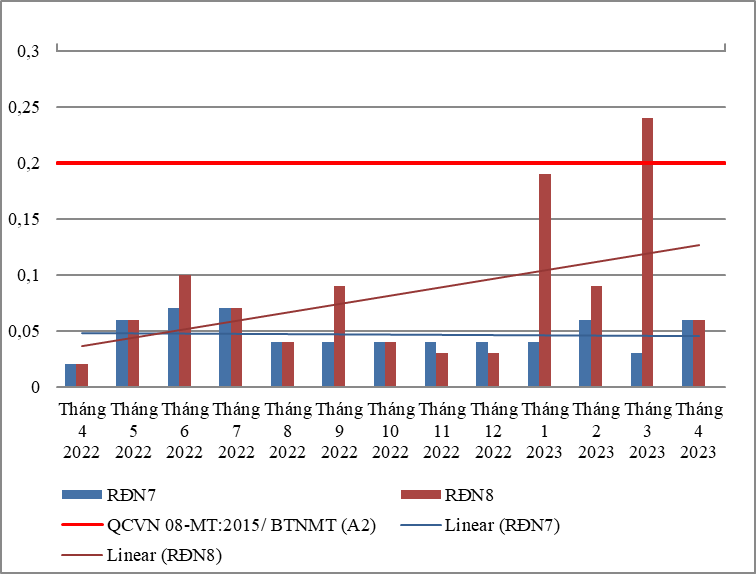 0,3
0,25
0,2
0,15
0,1
0,05
0
Tháng Tháng Tháng Tháng Tháng Tháng Tháng Tháng Tháng Tháng Tháng Tháng Tháng
4 5 6 7 8 9 10 11 12 1 2 3 4
2022 2022 2022 2022 2022 2022 2022 2022 2022 2023 2023 2023 2023
RĐN7 RĐN8
QCVN 08-MT:2015/ BTNMT (A2) Linear (RĐN7)
Linear (RĐN8)